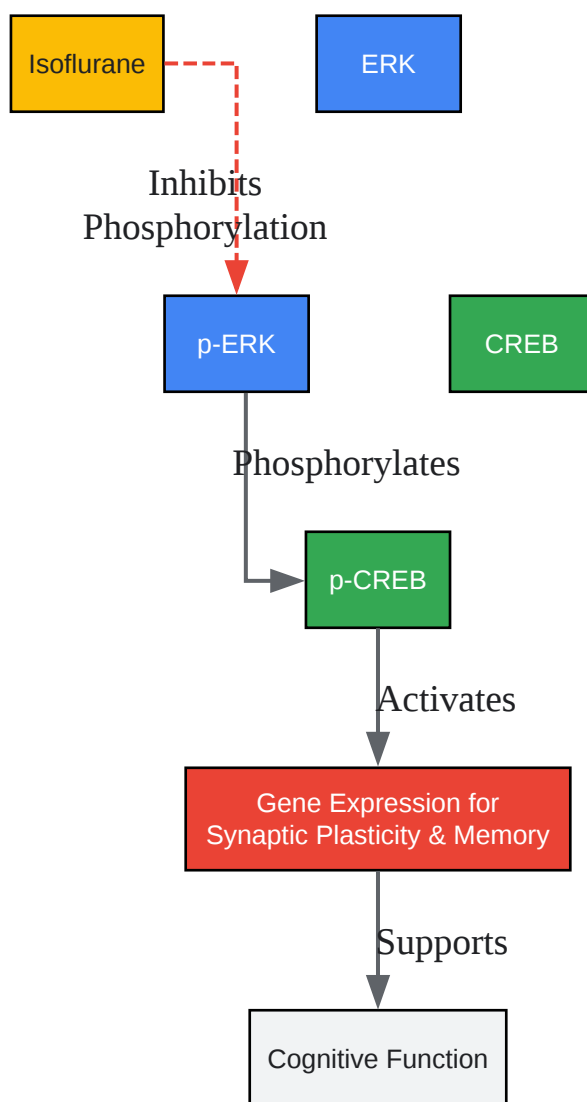 Isoflurane
ERK
Inhibits
Phosphorylation
p-ERK
CREB
Phosphorylates
p-CREB
Activates
Gene Expression for
Synaptic Plasticity & Memory
Supports
Cognitive Function